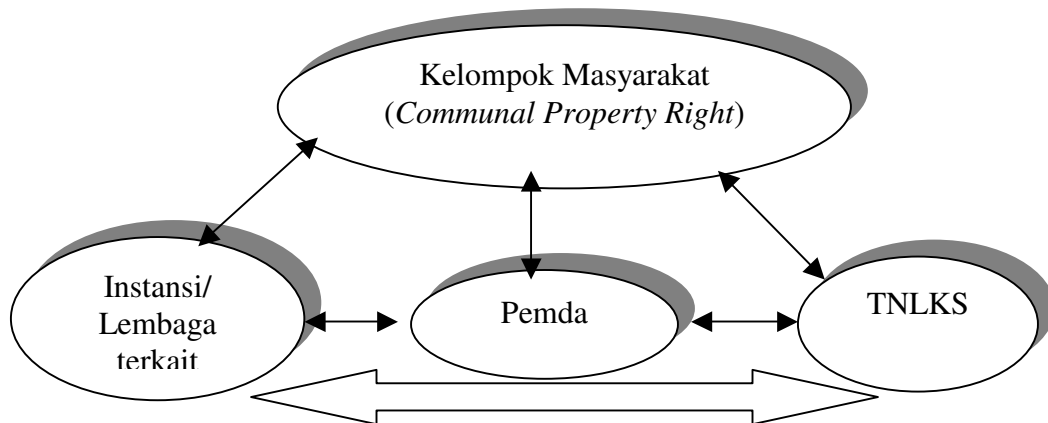 Kelompok Masyarakat
(Communal Property Right)
Instansi/
Lembaga
terkait
Pemda
TNLKS